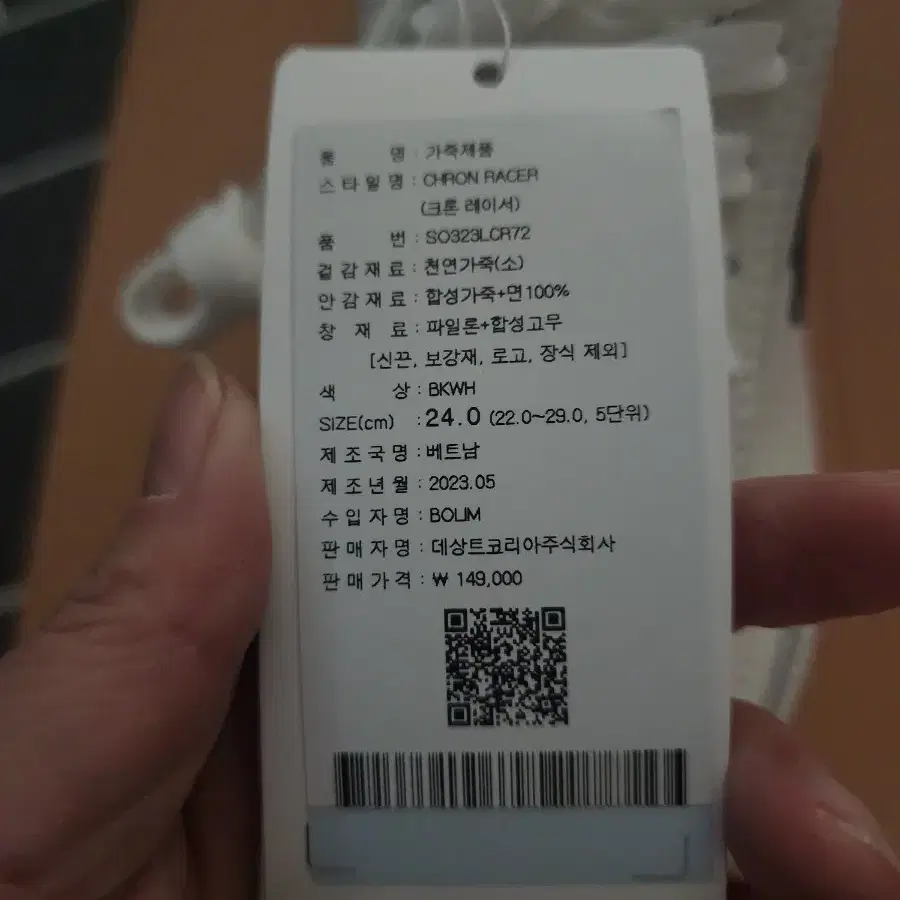 품 명 : 가죽제품
스타일명 : CHRON RACER
(크론 레이서)
품 번 : SO323LCR72
겉감재료 : 천연가죽(소)
안감재료 : 합성가죽+면100%
창 재 료 : 파일론+합성고무
[신끈, 보강재, 로고, 장식 제외]
색 상 : BKWH
SIZE(cm) : 24.0 (22.0~29.0, 5단위)
제조국명 : 베트남
제조년월 : 2023.05
수입자명 : BOLIM
판매자명 : 데상트코리아주식회사
판매가격 : ₩ 149,000